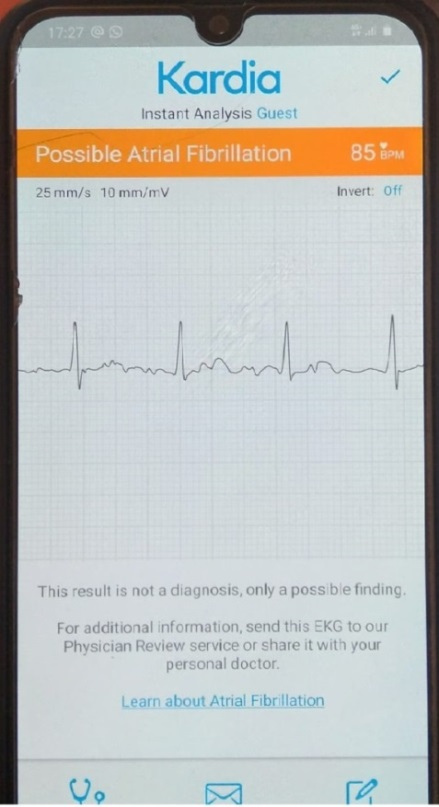 17:27
Kardia
Instant Analysis Guest
Possible Atrial Fibrillation 85 BPM
25 mm/s 10 mm/mV Invert: Off
This result is not a diagnosis, only a possible finding.
For additional information, send this EKG to our
Physician Review service or share it with your
personal doctor.
Learn about Atrial Fibrillation